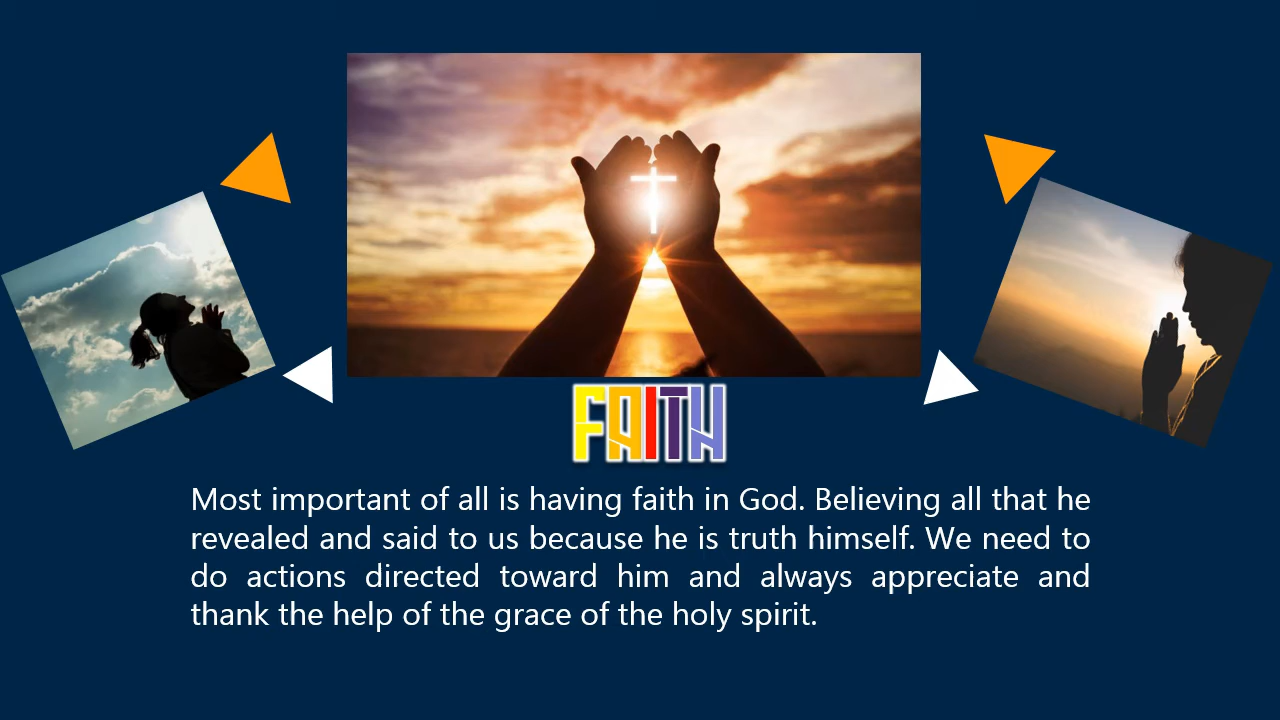 FAITH
Most important of all is having faith in God. Believing all that he
revealed and said to us because he is truth himself. We need to
do actions directed toward him and always appreciate and
thank the help of the grace of the holy spirit.